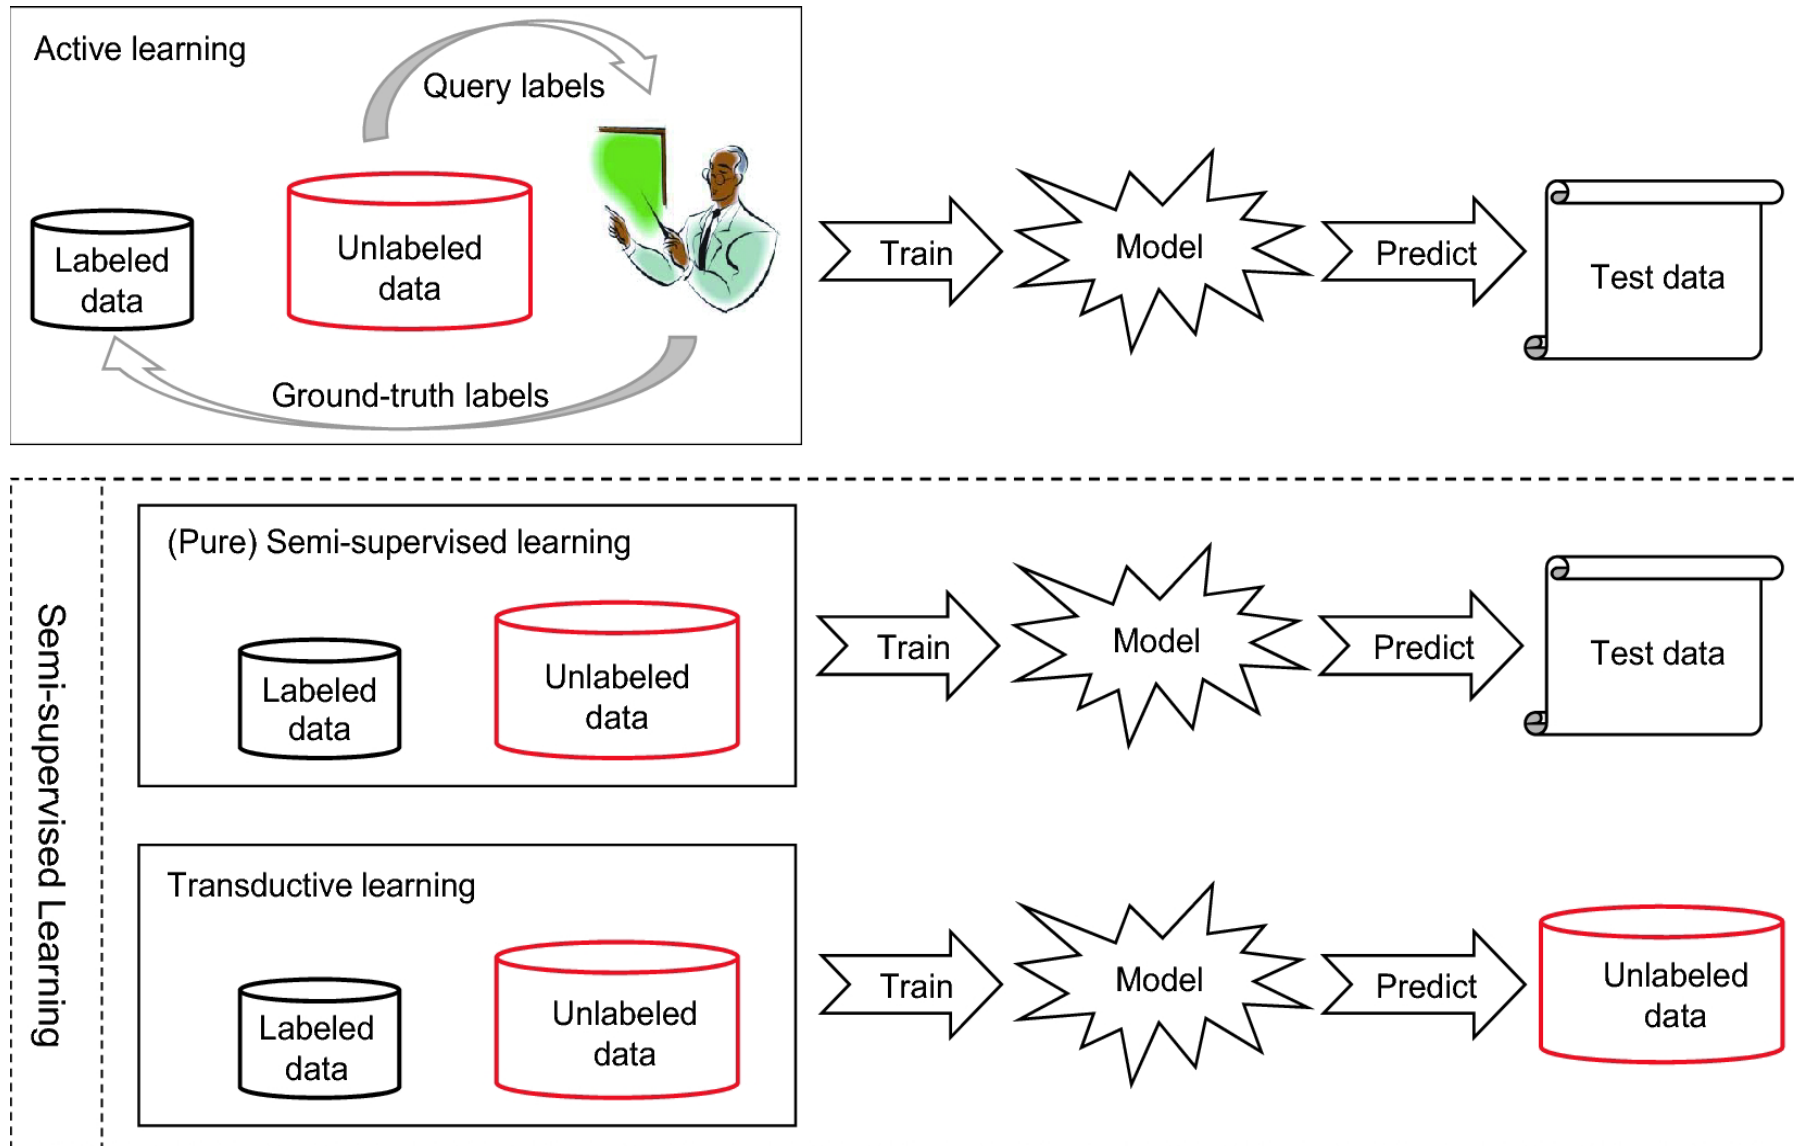 Active learning
Query labels
Labeled
data
Unlabeled
data
Ground-truth labels
Train
Model
Predict
Test data
Semi-supervised Learning
(Pure) Semi-supervised learning
Labeled
data
Unlabeled
data
Train
Model
Predict
Test data
Transductive learning
Labeled
data
Unlabeled
data
Train
Model
Predict
Unlabeled
data